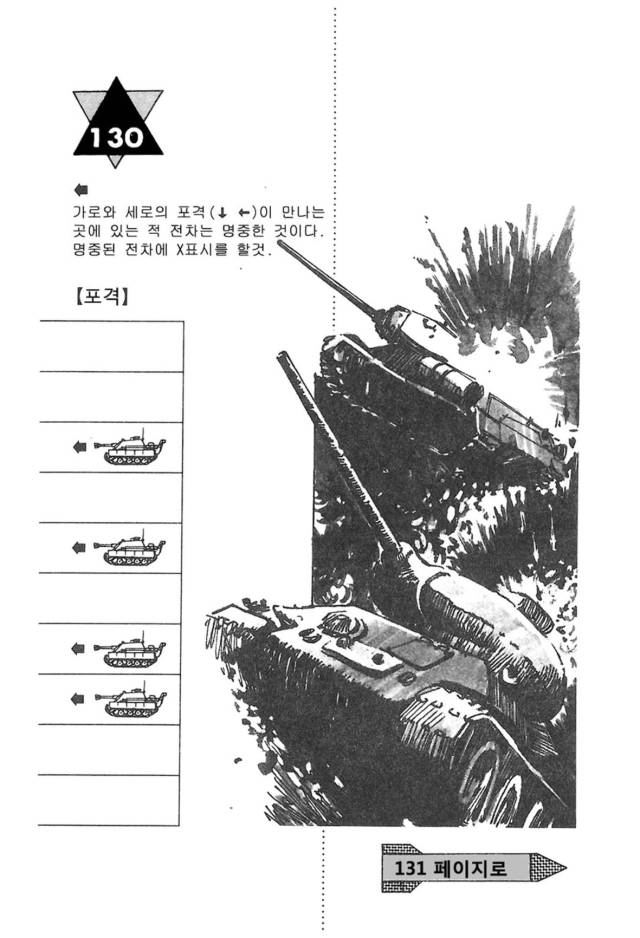 130
가로와 세로의 포격(↓ ←)이 만나는
곳에 있는 적 전차는 명중한 것이다.
명중된 전차에 X표시를 할것.
【포격】
131 페이지로